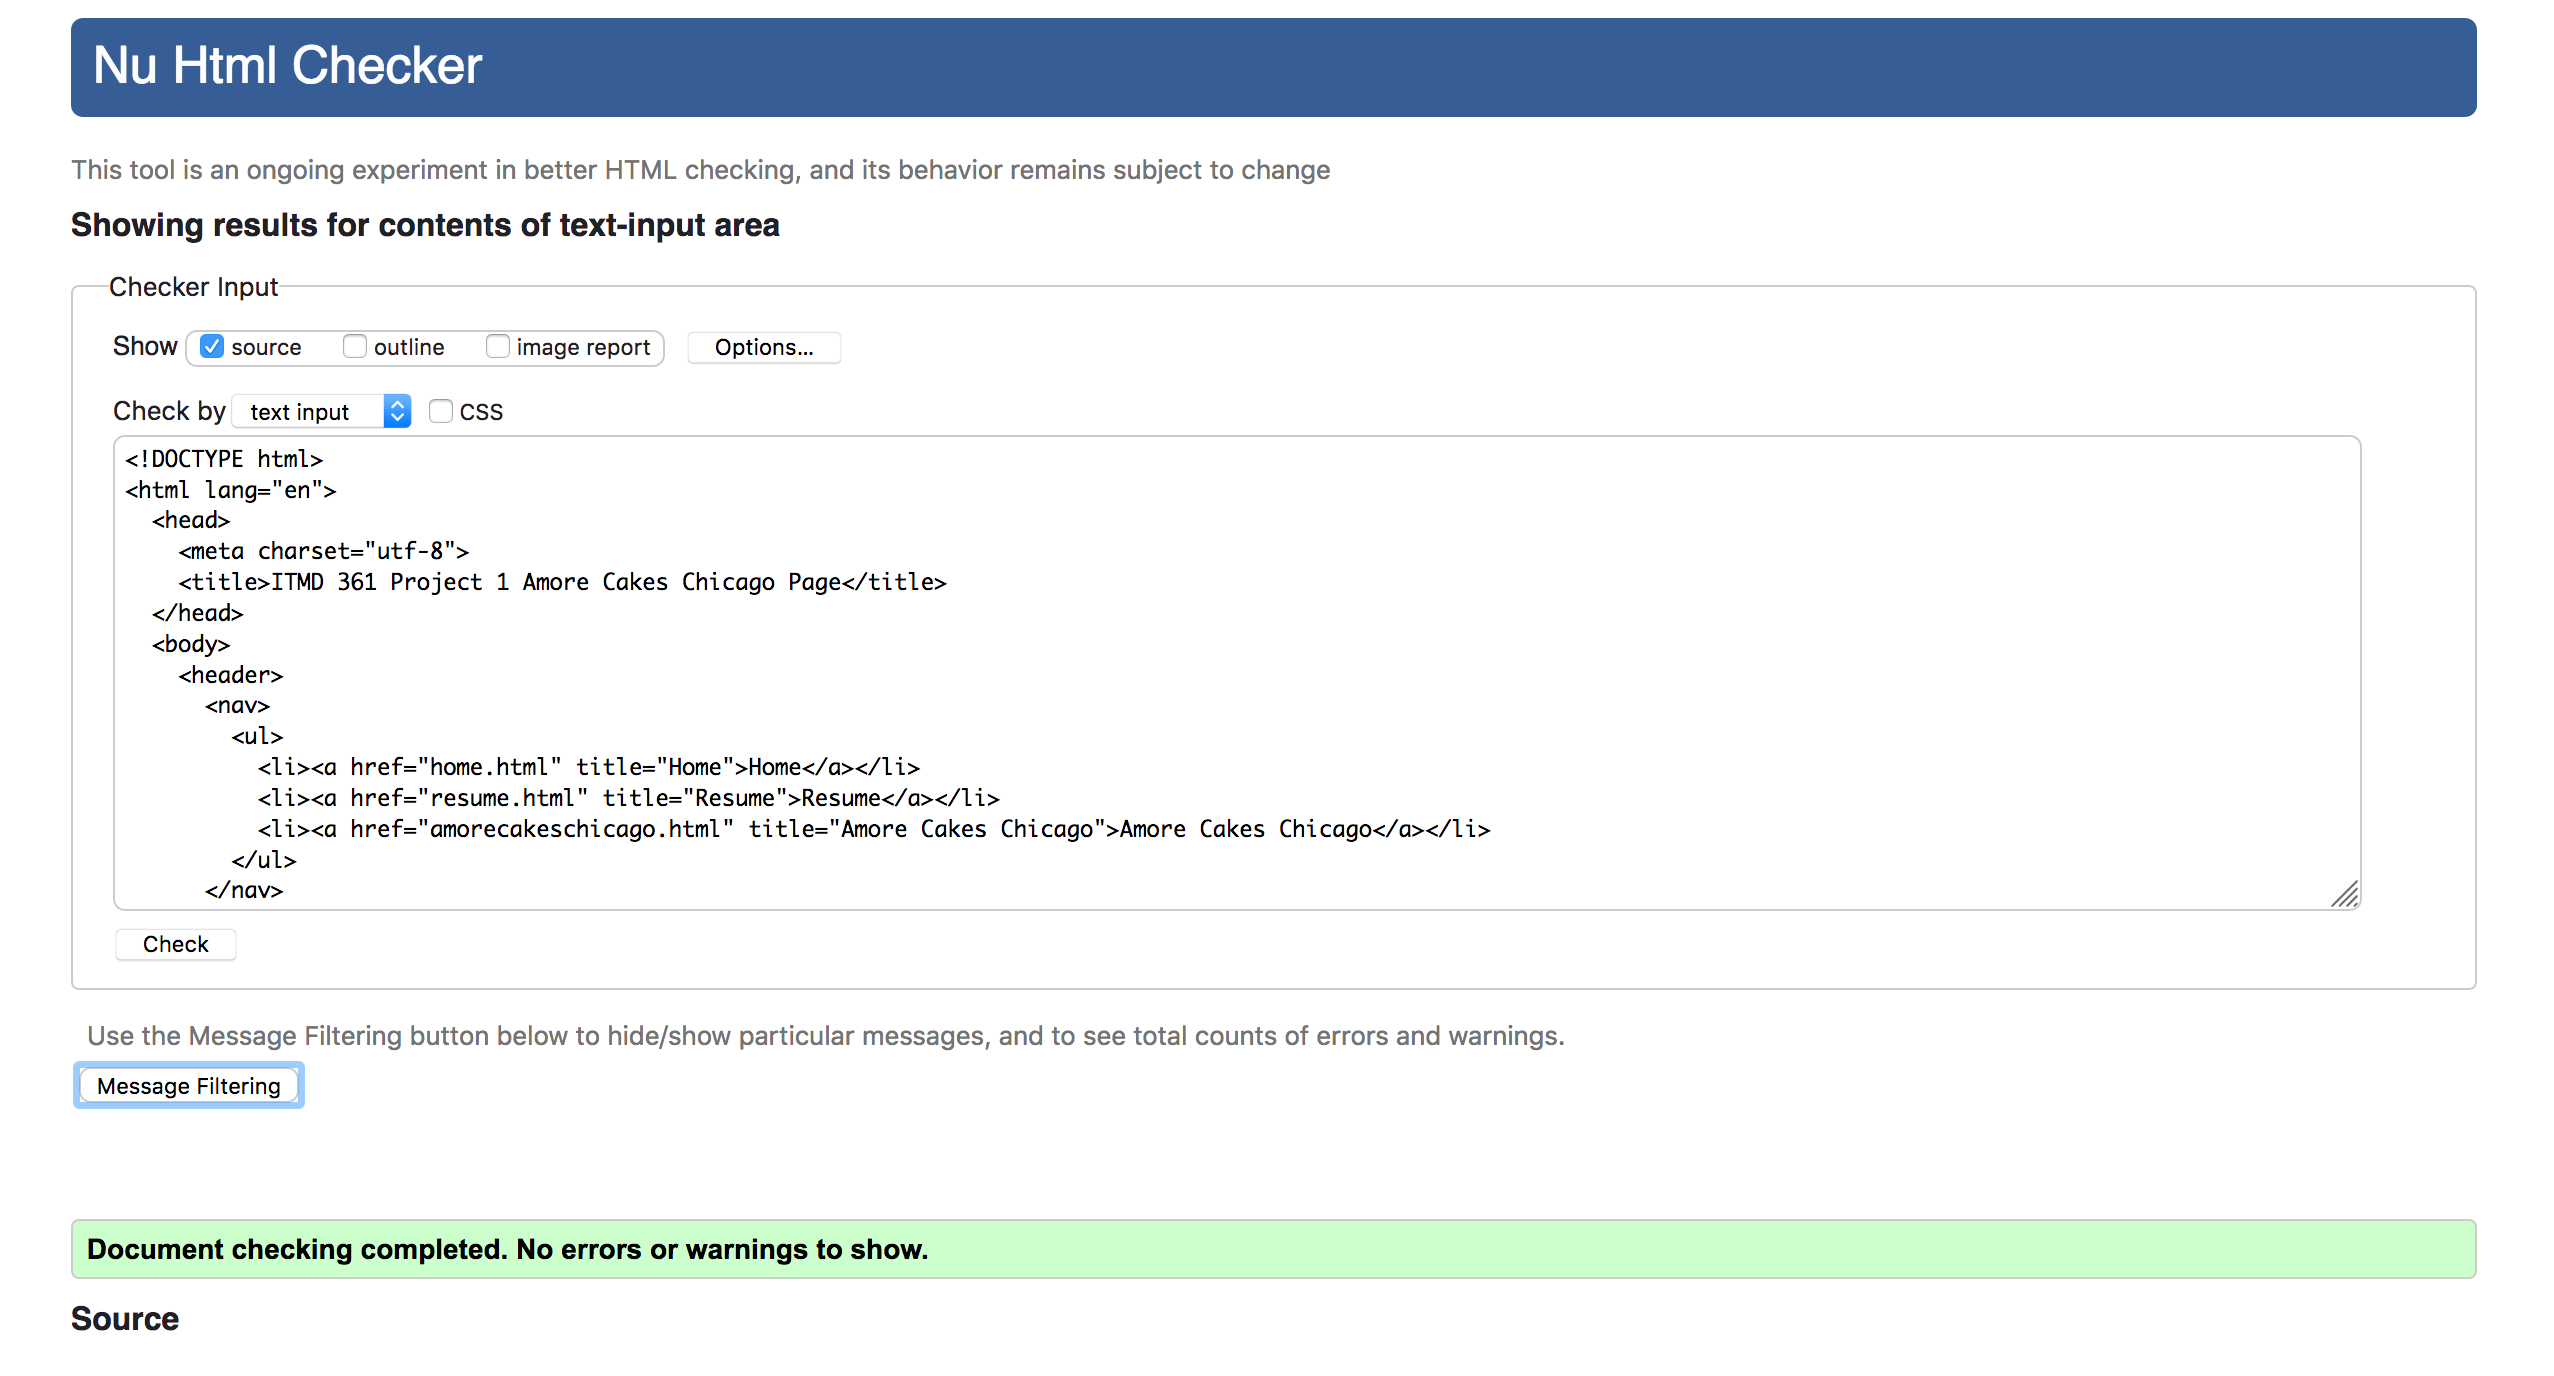 Nu Html Checker
This tool is an ongoing experiment in better HTML checking, and its behavior remains subject to change
Showing results for contents of text-input area
Checker Input
Show source outline image report Options...
Check by text input CSS
<!DOCTYPE html>
<html lang="en">
  <head>
    <meta charset="utf-8">
    <title>ITMD 361 Project 1 Amore Cakes Chicago Page</title>
  </head>
  <body>
    <header>
      <nav>
        <ul>
          <li><a href="home.html" title="Home">Home</a></li>
          <li><a href="resume.html" title="Resume">Resume</a></li>
          <li><a href="amorecakeschicago.html" title="Amore Cakes Chicago">Amore Cakes Chicago</a></li>
        </ul>
      </nav>
Check
Use the Message Filtering button below to hide/show particular messages, and to see total counts of errors and warnings.
Message Filtering
Document checking completed. No errors or warnings to show.
Source